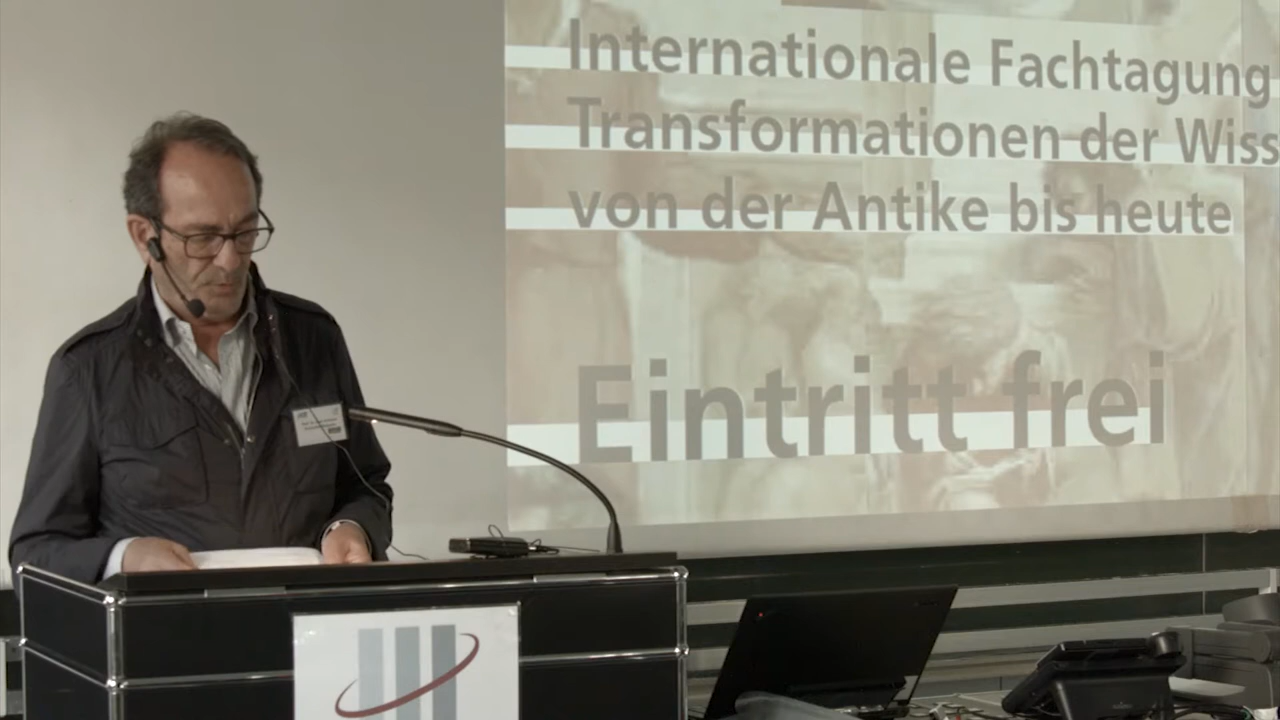 Internationale Fachtagung
Transformationen der Wiss
von der Antike bis heute
Eintritt frei